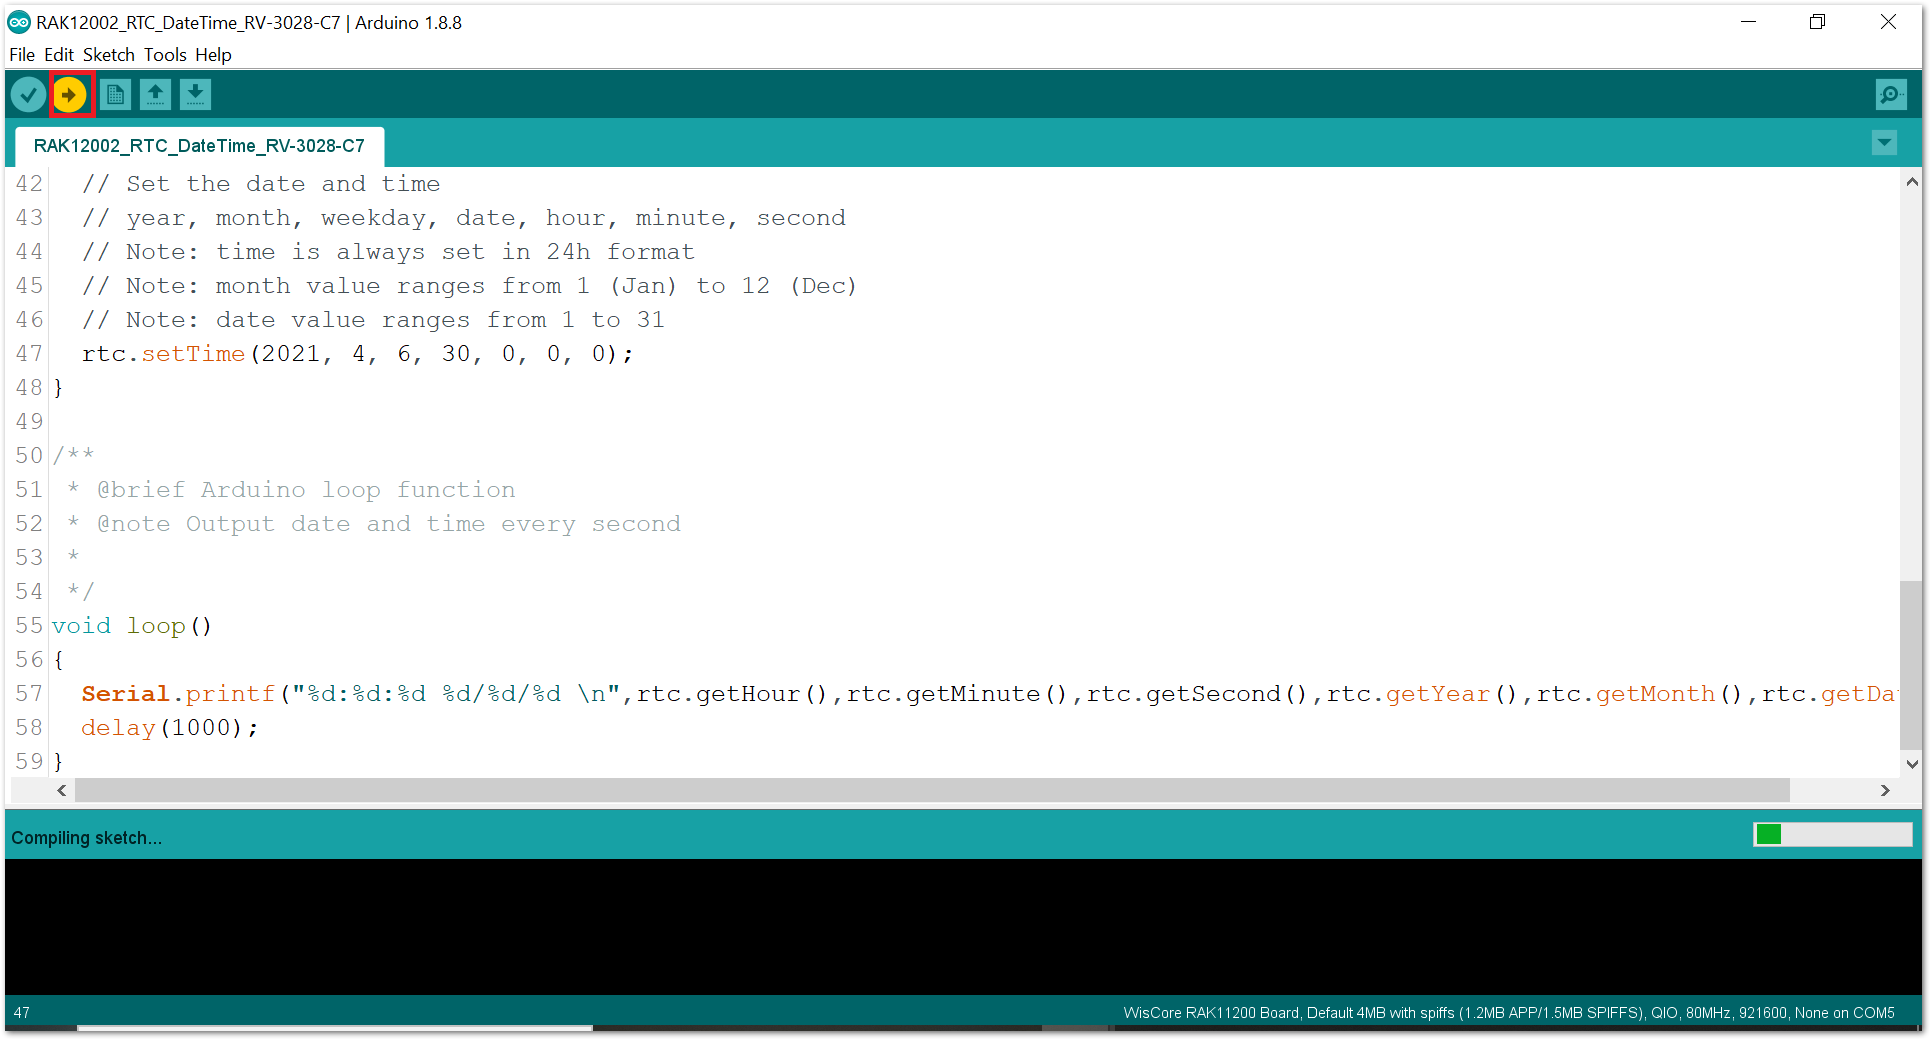 RAK12002_RTC_DateTime_RV-3028-C7 | Arduino 1.8.8
File Edit Sketch Tools Help
RAK12002_RTC_DateTime_RV-3028-C7
42 // Set the date and time
43 // year, month, weekday, date, hour, minute, second
44 // Note: time is always set in 24h format
45 // Note: month value ranges from 1 (Jan) to 12 (Dec)
46 // Note: date value ranges from 1 to 31
47 rtc.setTime(2021, 4, 6, 30, 0, 0, 0);
48 }
49
50 /**
51 * @brief Arduino loop function
52 * @note Output date and time every second
53 *
54 */
55 void loop()
56 {
57 Serial.printf("%d:%d:%d %d/%d/%d \n",rtc.getHour(),rtc.getMinute(),rtc.getSecond(),rtc.getYear(),rtc.getMonth(),rtc.getDa
58 delay(1000);
59 }
Compiling sketch...
47
WisCore RAK11200 Board, Default 4MB with spiffs (1.2MB APP/1.5MB SPIFFS), QIO, 80MHz, 921600, None on COM5